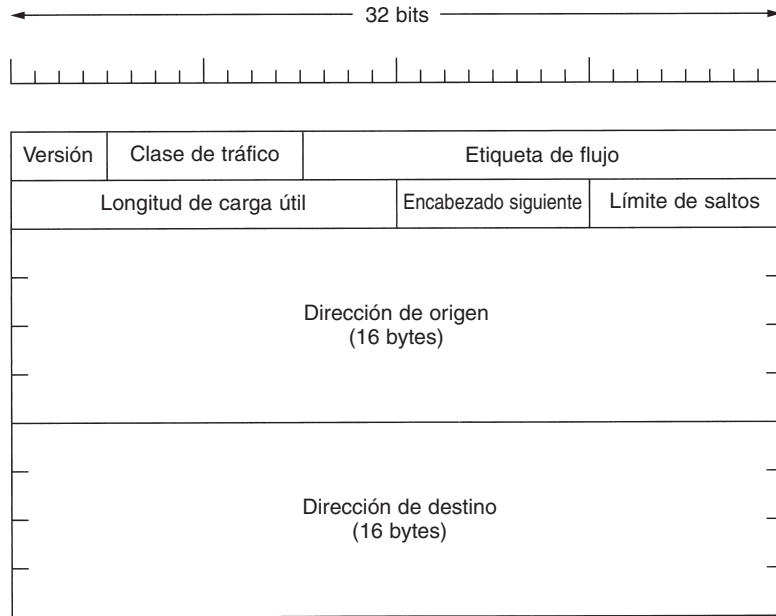 32 bits
Versión
Clase de tráfico
Etiqueta de flujo
Longitud de carga útil
Encabezado siguiente
Límite de saltos
Dirección de origen
(16 bytes)
Dirección de destino
(16 bytes)